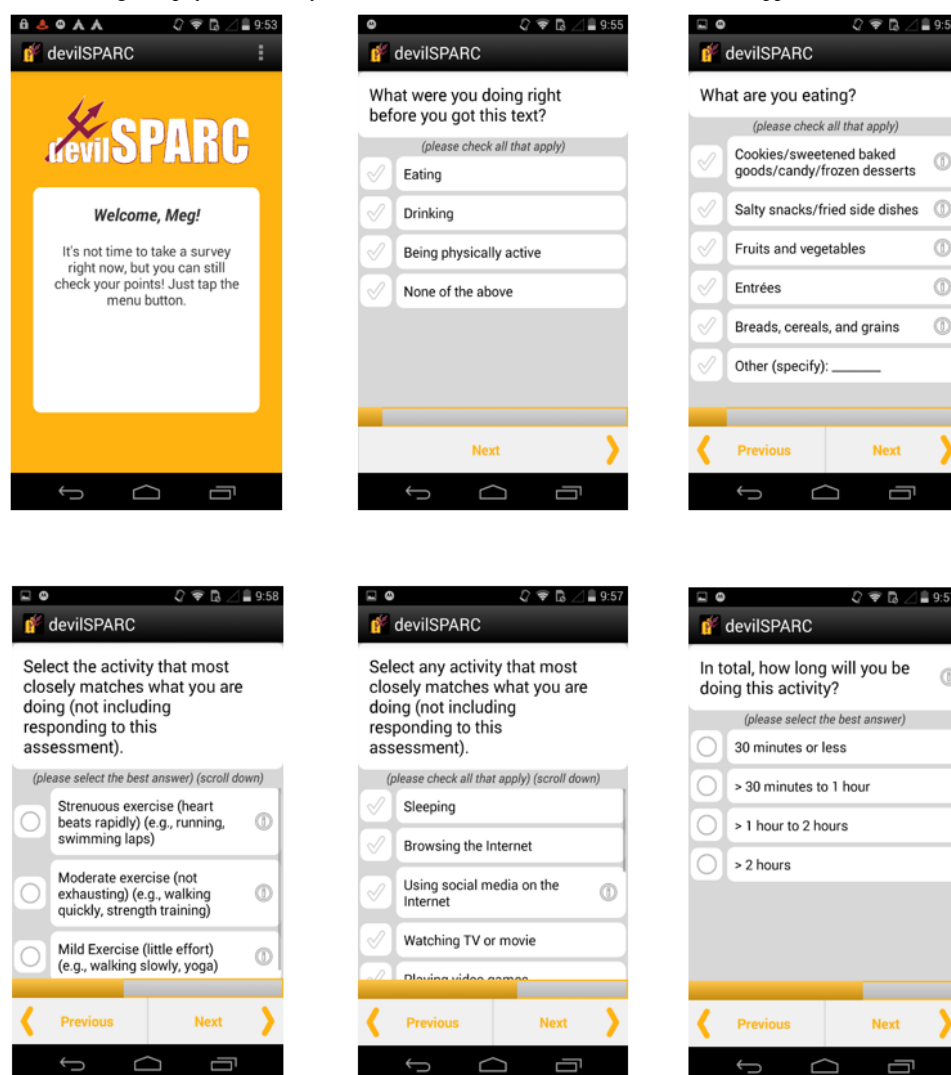 9:53
devilSPARC
devilSPARC
Welcome, Meg!
It's not time to take a survey
right now, but you can still
check your points! Just tap the
menu button.
9:55
devilSPARC
What were you doing right
before you got this text?
(please check all that apply)
Eating
Drinking
Being physically active
None of the above
Next
devilSPARC
What are you eating?
(please check all that apply)
Cookies/sweetened baked
goods/candy/frozen desserts
Salty snacks/fried side dishes
Fruits and vegetables
Entrées
Breads, cereals, and grains
Other (specify): _______
Previous Next
9:58
devilSPARC
Select the activity that most
closely matches what you are
doing (not including
responding to this
assessment).
(please select the best answer) (scroll down)
Strenuous exercise (heart
beats rapidly) (e.g., running,
swimming laps)
Moderate exercise (not
exhausting) (e.g., walking
quickly, strength training)
Mild Exercise (little effort)
(e.g., walking slowly, yoga)
Previous Next
9:57
devilSPARC
Select any activity that most
closely matches what you are
doing (not including
responding to this
assessment).
(please check all that apply) (scroll down)
Sleeping
Browsing the Internet
Using social media on the
Internet
Watching TV or movie
Playing video games
Previous Next
devilSPARC
In total, how long will you be
doing this activity?
(please select the best answer)
30 minutes or less
> 30 minutes to 1 hour
> 1 hour to 2 hours
> 2 hours
Previous Next